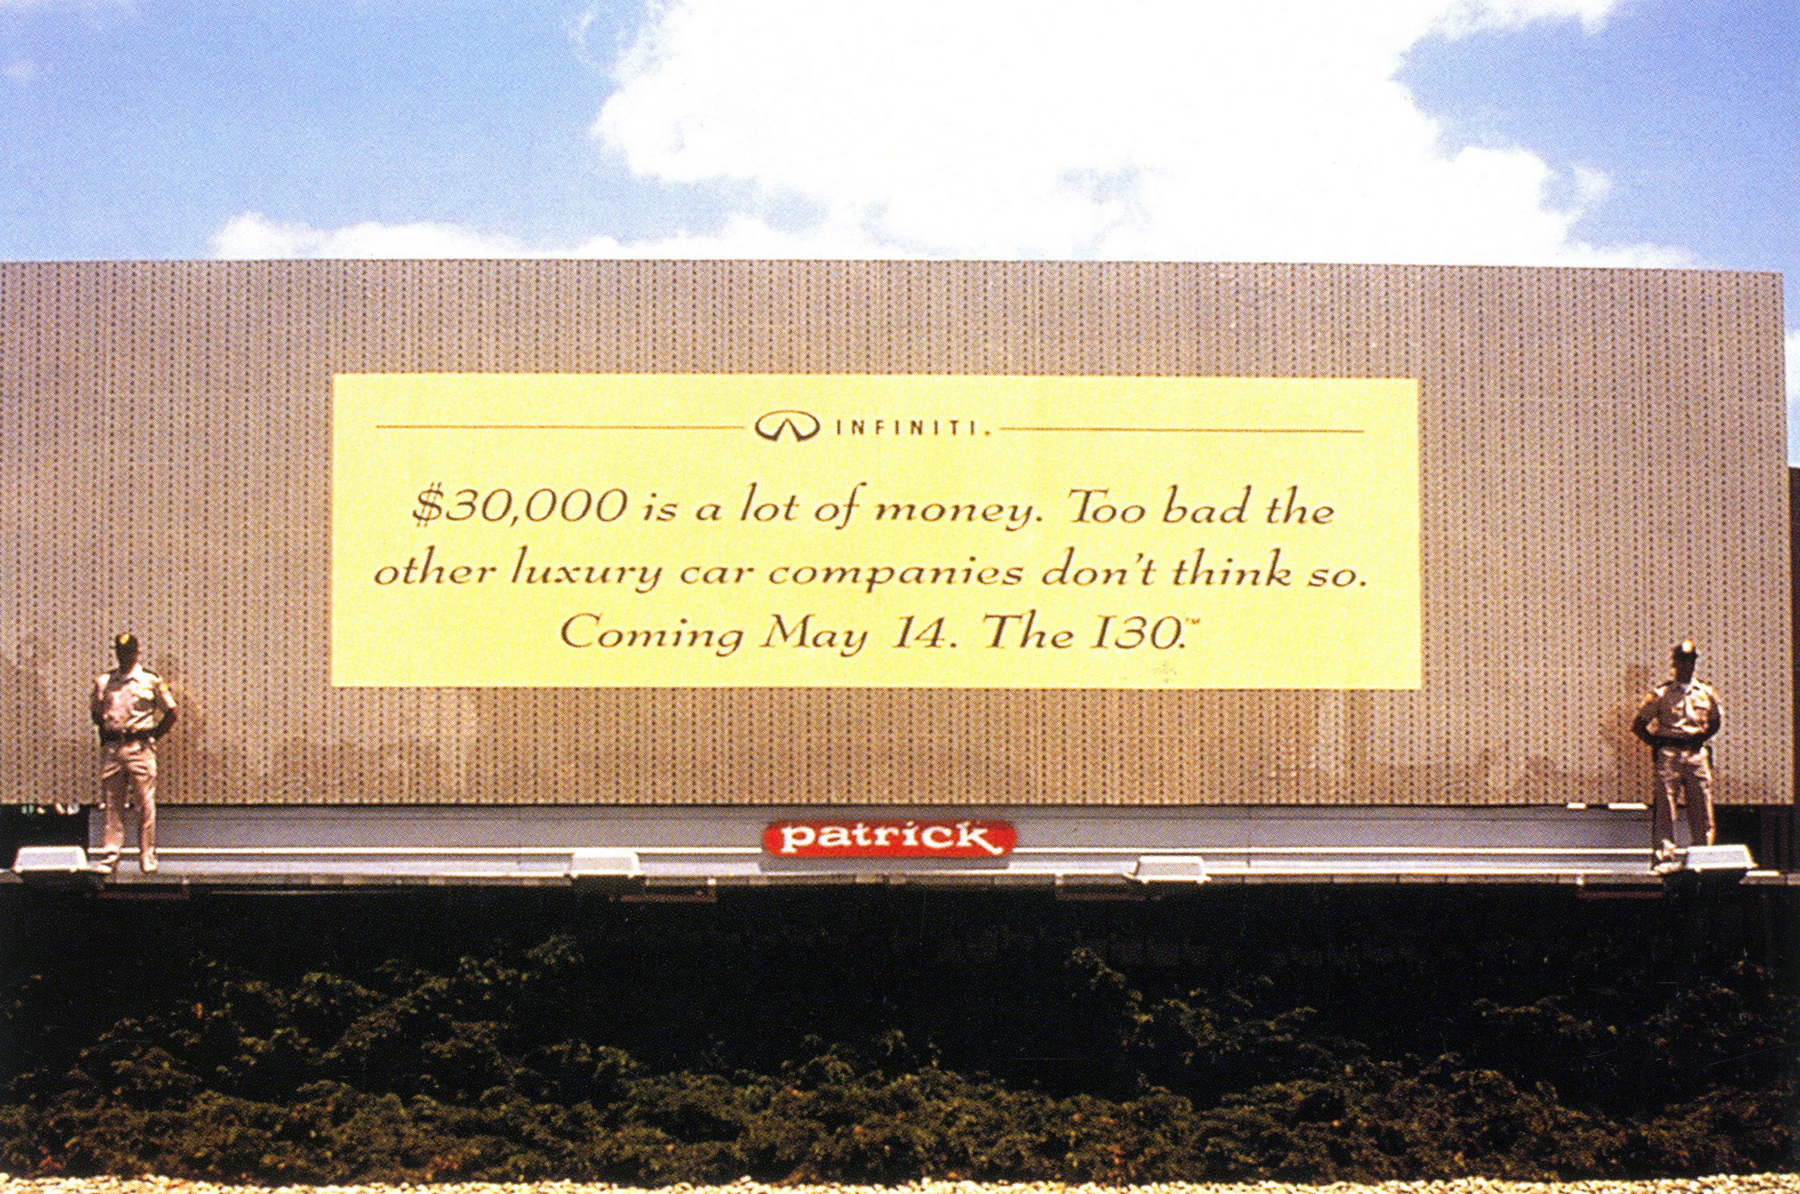 INFINITI.
$30,000 is a lot of money. Too bad the
other luxury car companies don't think so.
Coming May 14. The I30.™
patrick